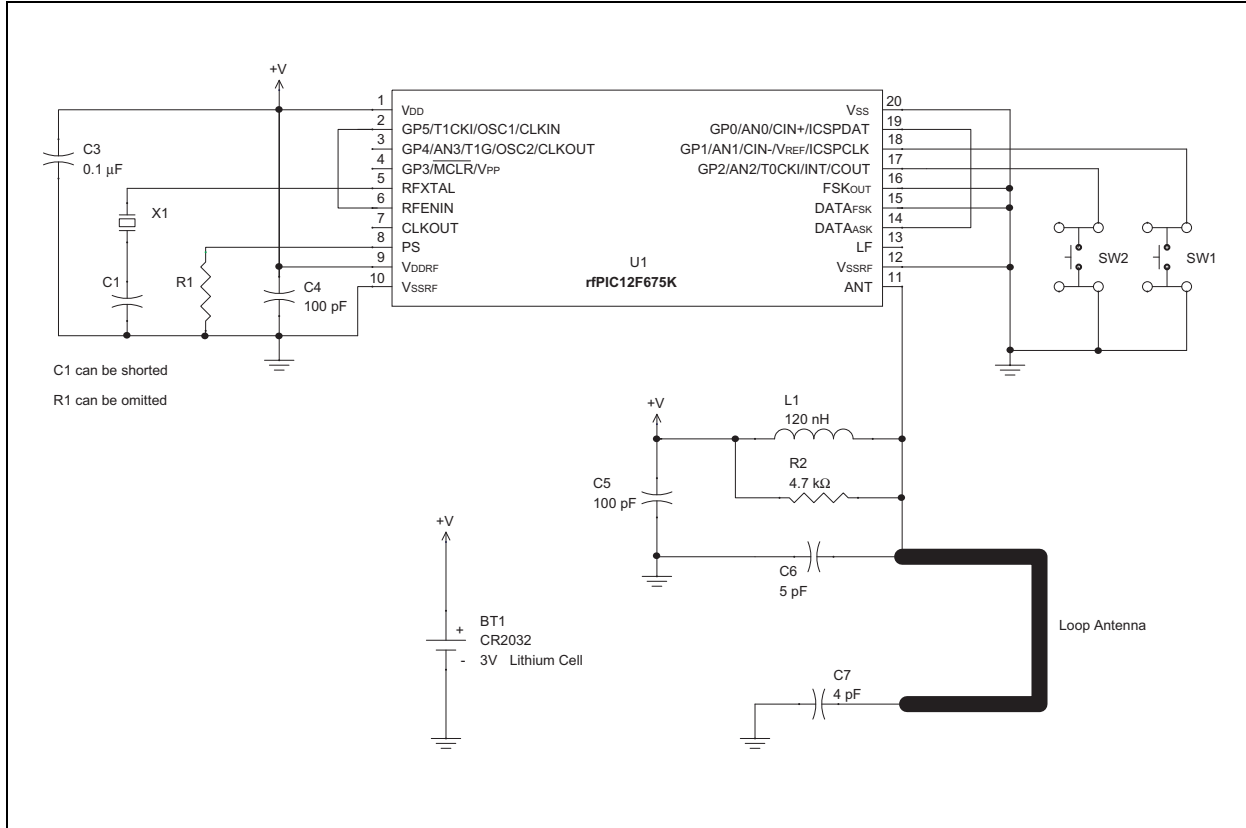 +V
C3
0.1 µF
X1
C1
R1
C4
100 pF
C1 can be shorted
R1 can be omitted
1 VDD
2 GP5/T1CKI/OSC1/CLKIN
3 GP4/AN3/T1G/OSC2/CLKOUT
4 GP3/MCLR/VPP
5 RFXTAL
6 RFENIN
7 CLKOUT
8 PS
9 VDDRF
10 VSSRF
U1
rfPIC12F675K
VSS 20
GP0/AN0/CIN+/ICSPDAT 19
GP1/AN1/CIN-/VREF/ICSPCLK 18
GP2/AN2/T0CKI/INT/COUT 17
FSKOUT 16
DATAFSK 15
DATAASK 14
LF 13
VSSRF 12
ANT 11
SW2
SW1
+V
L1
120 nH
R2
4.7 kΩ
C5
100 pF
C6
5 pF
Loop Antenna
C7
4 pF
+V
+
-
BT1
CR2032
3V Lithium Cell